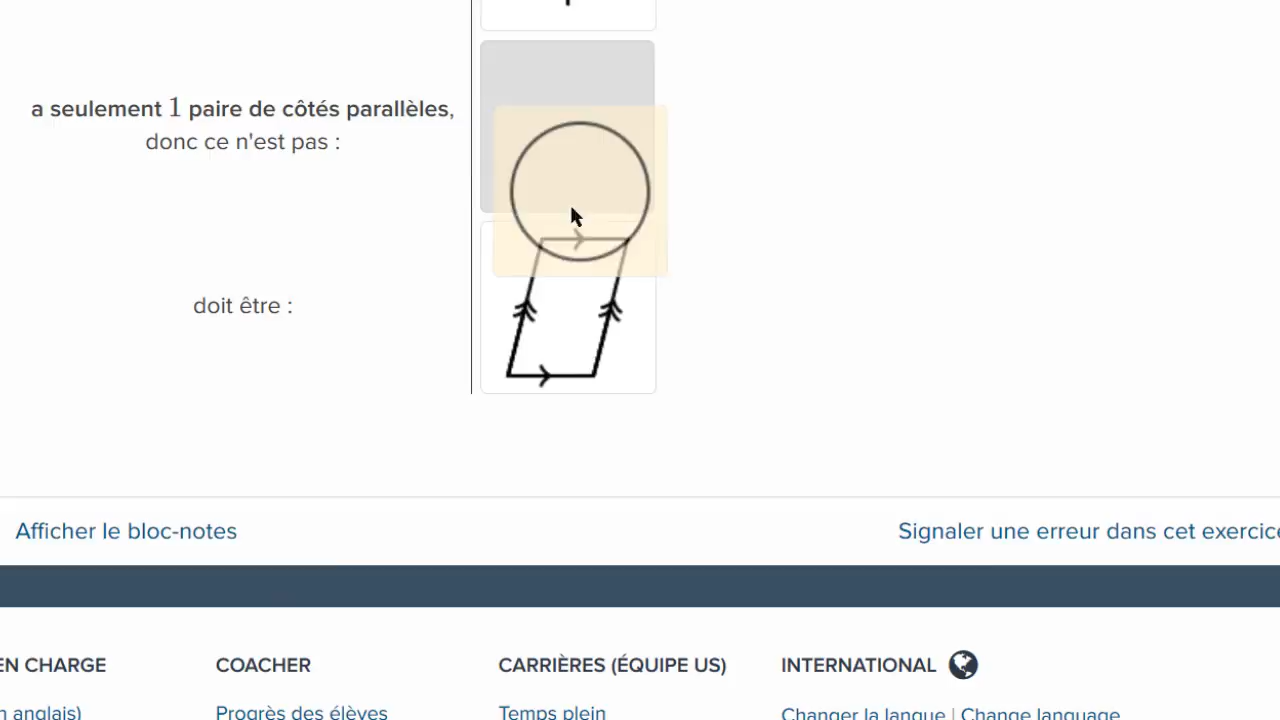 a seulement 1 paire de côtés parallèles,
donc ce n'est pas :
doit être :
Afficher le bloc-notes
Signaler une erreur dans cet exercice
EN CHARGE
COACHER
CARRIÈRES (ÉQUIPE US)
INTERNATIONAL
anglais)
Progrès des élèves
Temps plein
Changer la langue | Change language